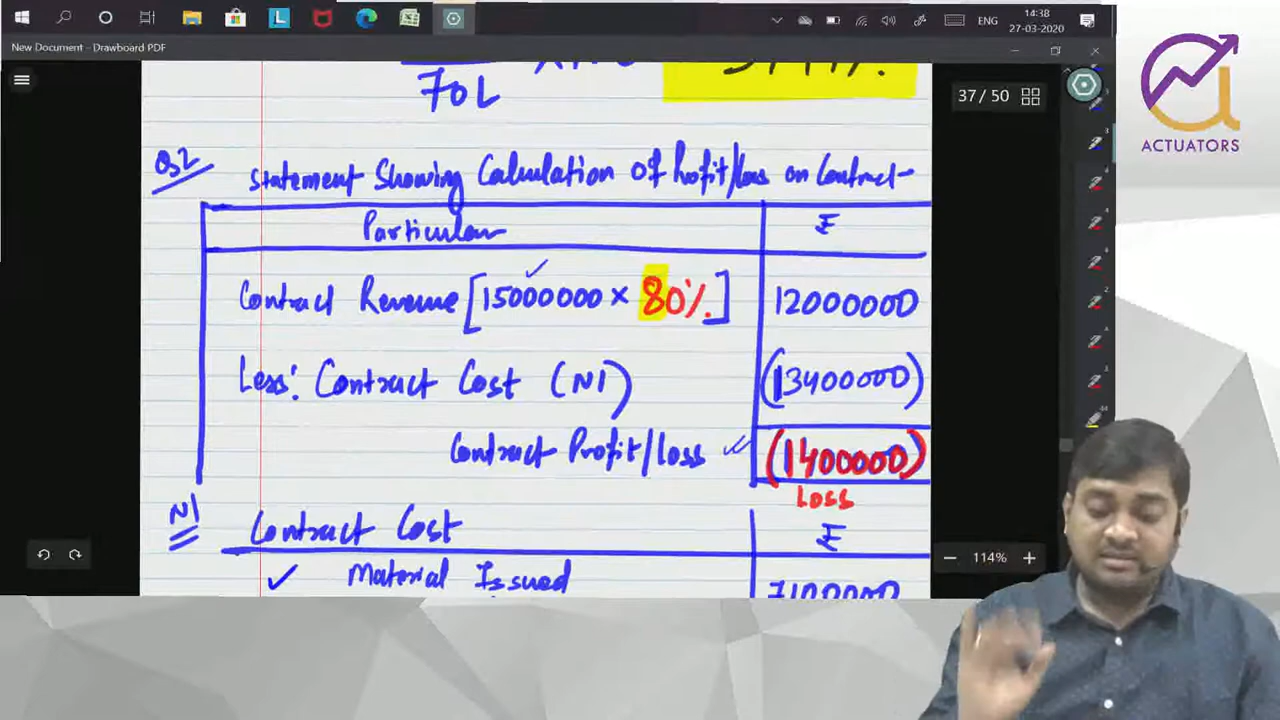 14:38
ENG
27-03-2020
New Document - Drawboard PDF
37 / 50
ACTUATORS
70L
Qs2
Statement Showing Calculation of Profit/Loss on Contract-
Particular
₹
Contract Revenue [15000000 × 80%.]
12000000
Less: Contract Cost (N1)
(13400000)
Contract Profit/Loss
(1400000)
Loss
N1
Contract Cost
₹
114%
Material Issued
7100000